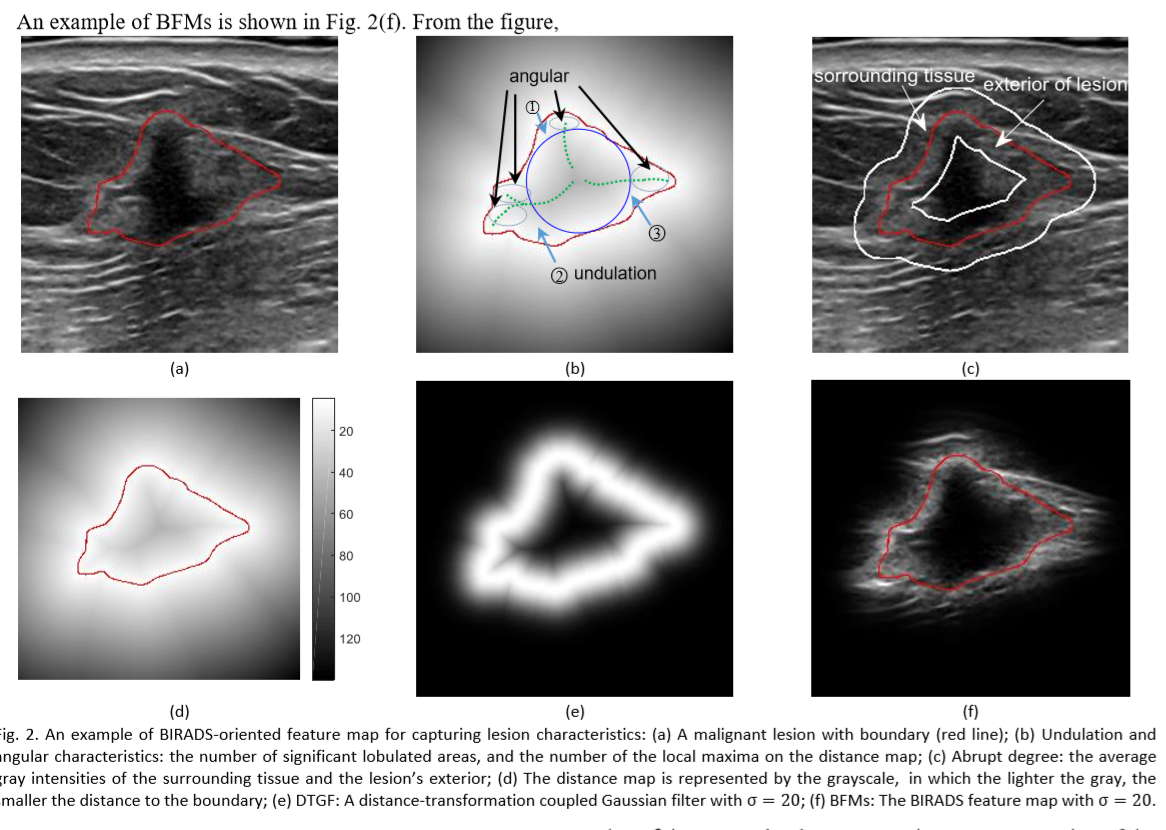 An example of BFMs is shown in Fig. 2(f). From the figure,
angular
①
③
② undulation
sorrounding tissue
exterior of lesion
(a)
(b)
(c)
20
40
60
80
100
120
(d)
(e)
(f)
Fig. 2. An example of BIRADS-oriented feature map for capturing lesion characteristics: (a) A malignant lesion with boundary (red line); (b) Undulation and
angular characteristics: the number of significant lobulated areas, and the number of the local maxima on the distance map; (c) Abrupt degree: the average
gray intensities of the surrounding tissue and the lesion's exterior; (d) The distance map is represented by the grayscale, in which the lighter the gray, the
smaller the distance to the boundary; (e) DTGF: A distance-transformation coupled Gaussian filter with σ = 20; (f) BFMs: The BIRADS feature map with σ = 20.